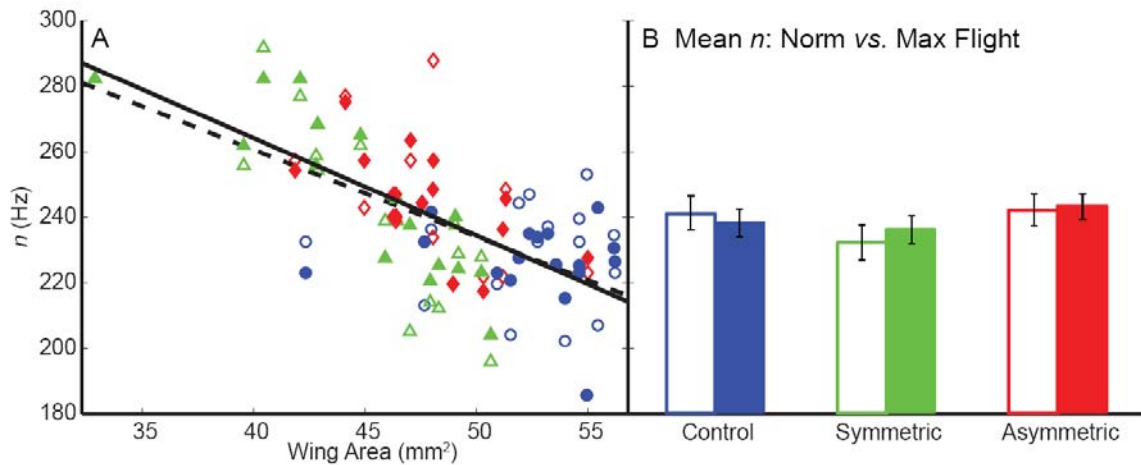 A
B Mean n: Norm vs. Max Flight
n (Hz)
300
280
260
240
220
200
180
35
40
45
50
55
Wing Area (mm²)
Control
Symmetric
Asymmetric